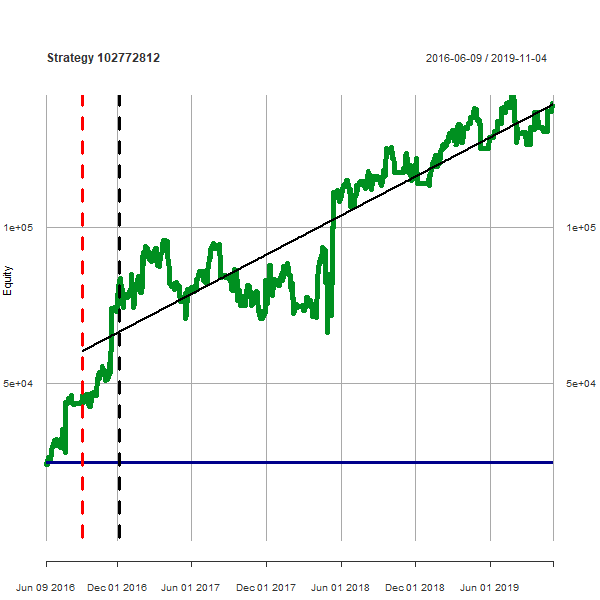 Strategy 102772812
2016-06-09 / 2019-11-04
1e+05
1e+05
Equity
5e+04
5e+04
Jun 09 2016
Dec 01 2016
Jun 01 2017
Dec 01 2017
Jun 01 2018
Dec 01 2018
Jun 01 2019